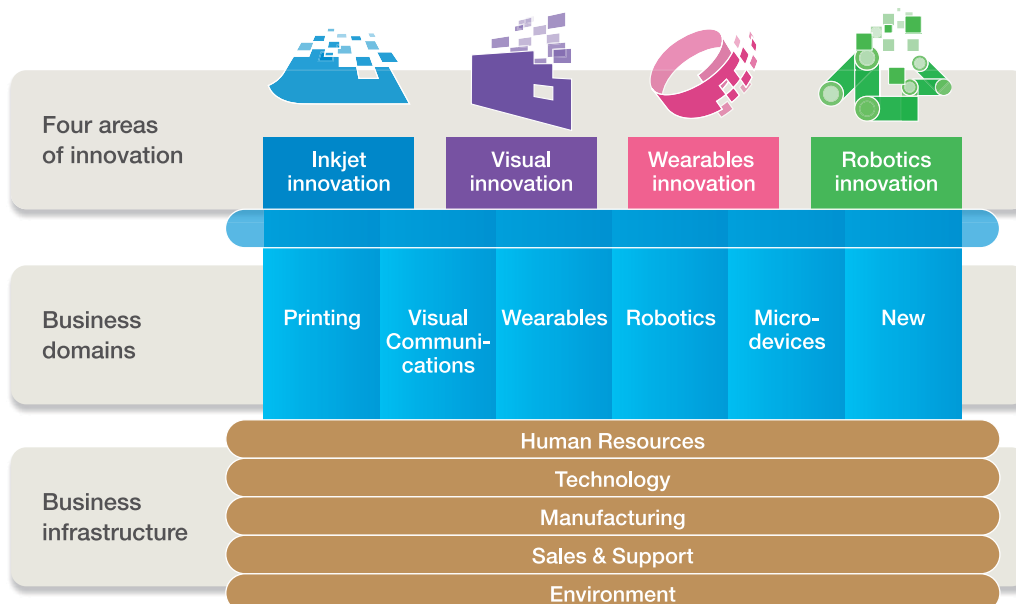 Four areas
of innovation
Inkjet
innovation
Visual
innovation
Wearables
innovation
Robotics
innovation
Business
domains
Printing
Visual
Communi-
cations
Wearables
Robotics
Micro-
devices
New
Business
infrastructure
Human Resources
Technology
Manufacturing
Sales & Support
Environment